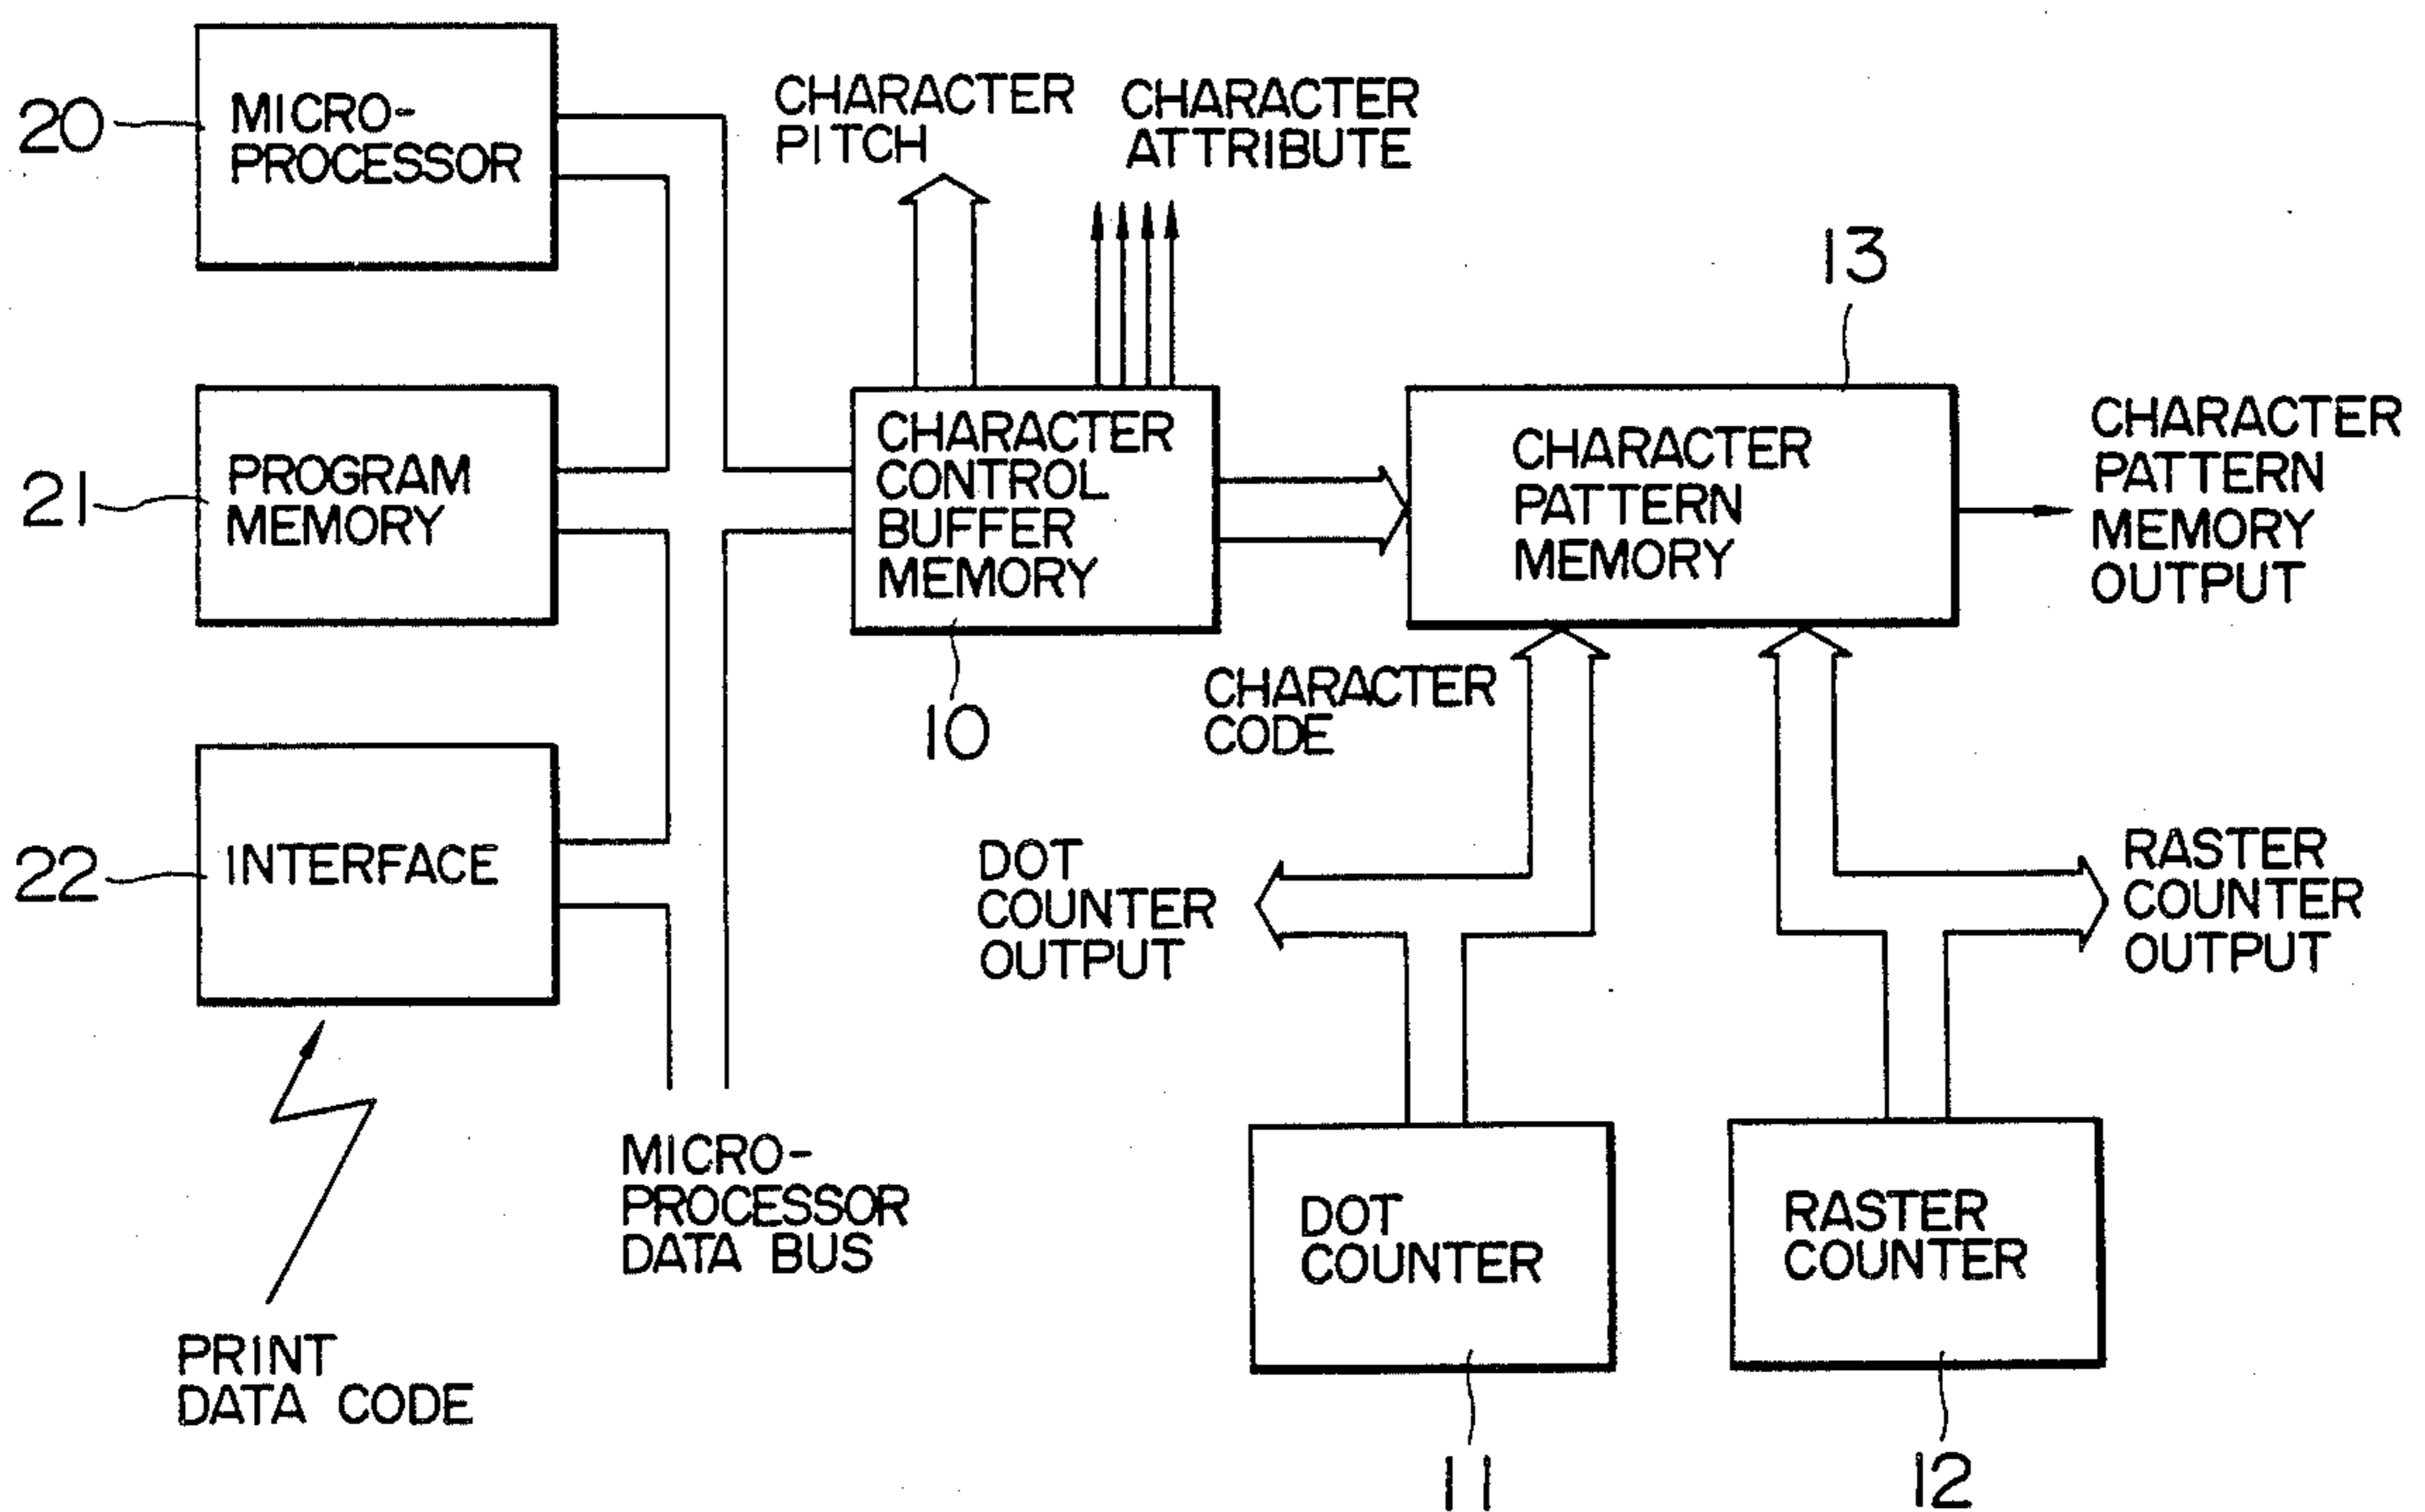 20
MICRO-
PROCESSOR
CHARACTER
PITCH
CHARACTER
ATTRIBUTE
13
21
PROGRAM
MEMORY
CHARACTER
CONTROL
BUFFER
MEMORY
10
CHARACTER
PATTERN
MEMORY
CHARACTER
PATTERN
MEMORY
OUTPUT
CHARACTER
CODE
22
INTERFACE
DOT
COUNTER
OUTPUT
RASTER
COUNTER
OUTPUT
MICRO-
PROCESSOR
DATA BUS
DOT
COUNTER
RASTER
COUNTER
PRINT
DATA CODE
11
12